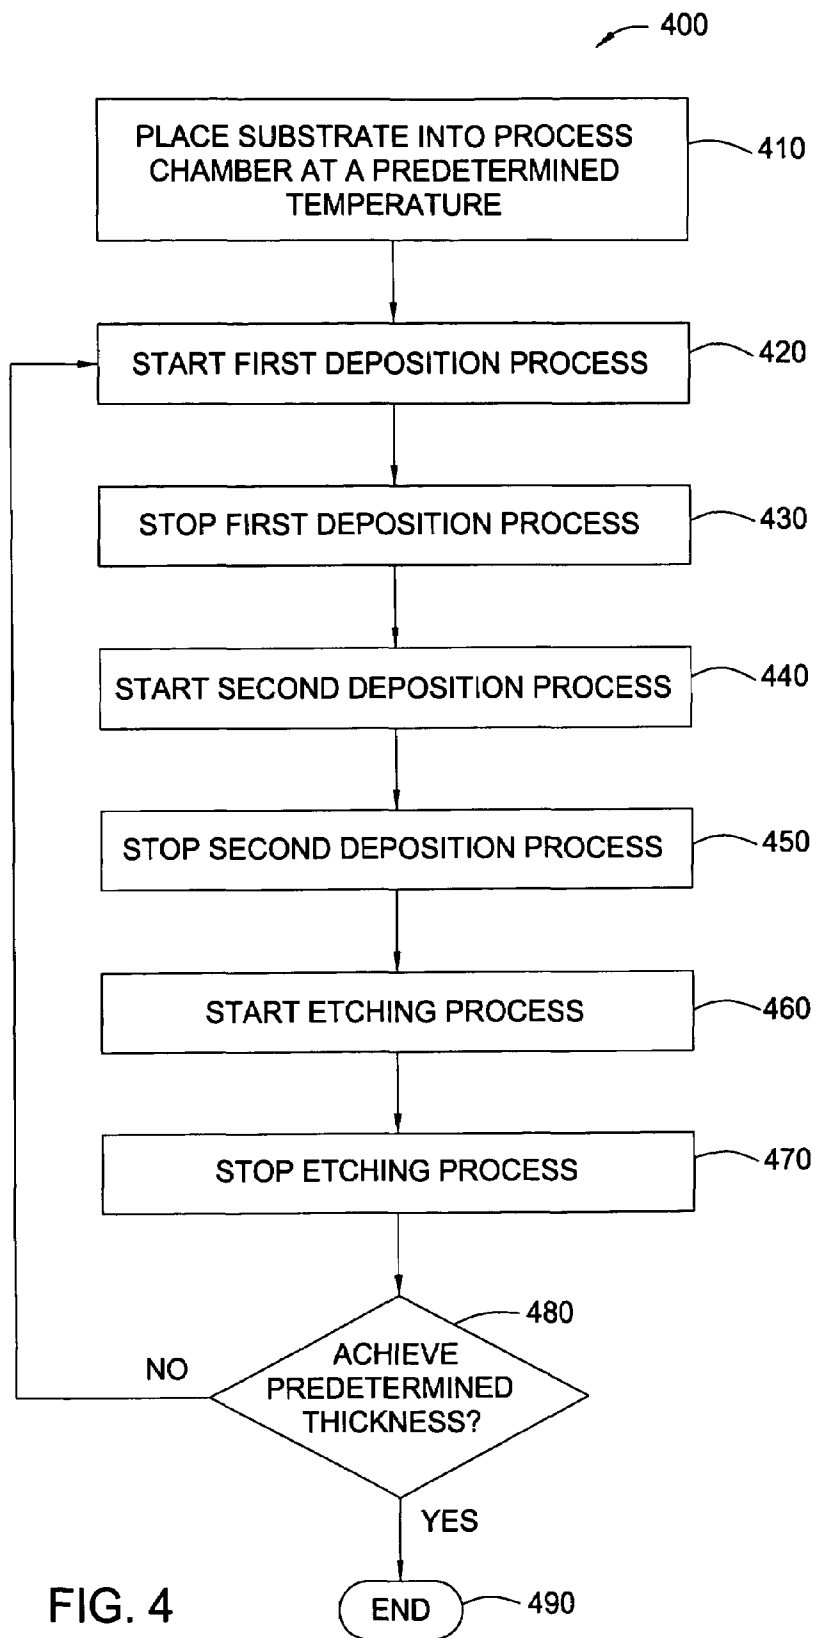 400
PLACE SUBSTRATE INTO PROCESS
CHAMBER AT A PREDETERMINED
TEMPERATURE
410
START FIRST DEPOSITION PROCESS
420
STOP FIRST DEPOSITION PROCESS
430
START SECOND DEPOSITION PROCESS
440
STOP SECOND DEPOSITION PROCESS
450
START ETCHING PROCESS
460
STOP ETCHING PROCESS
470
480
ACHIEVE
PREDETERMINED
THICKNESS?
NO
YES
END
490
FIG. 4